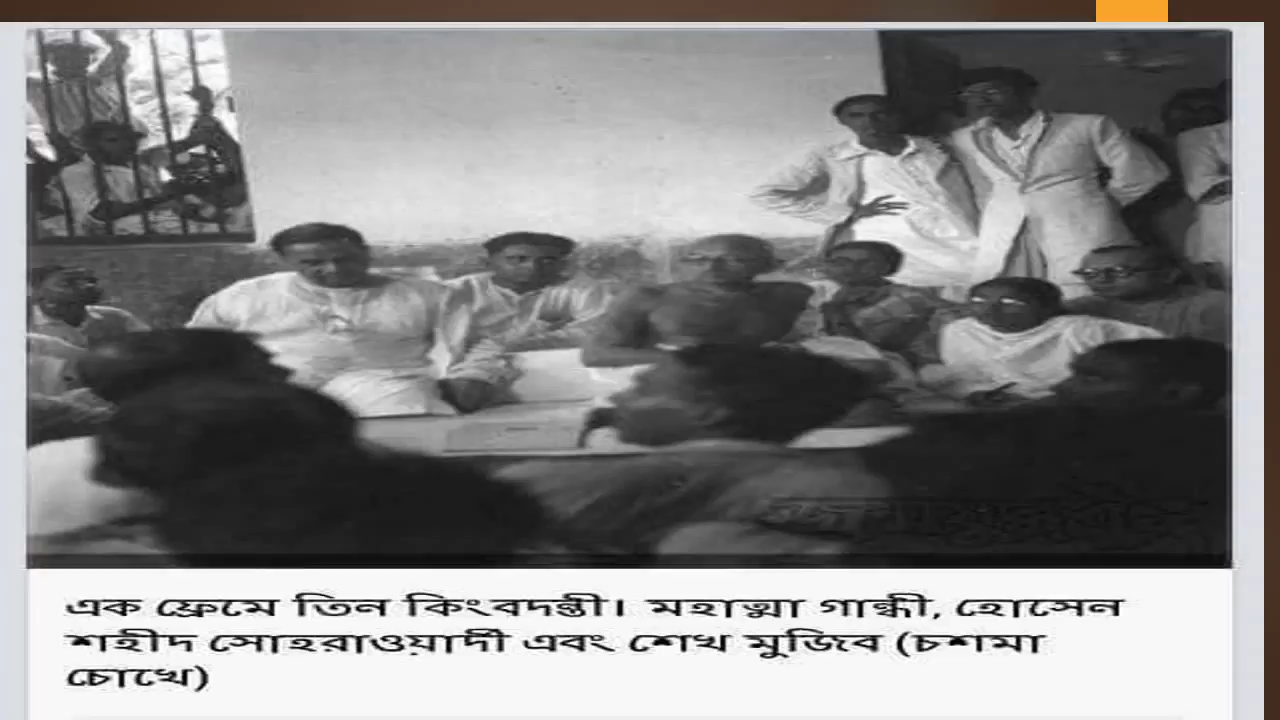 এক ফ্রেমে তিন কিংবদন্তী। মহাত্মা গান্ধী, হোসেন
শহীদ সোহরাওয়ার্দী এবং শেখ মুজিব (চশমা
চোখে)